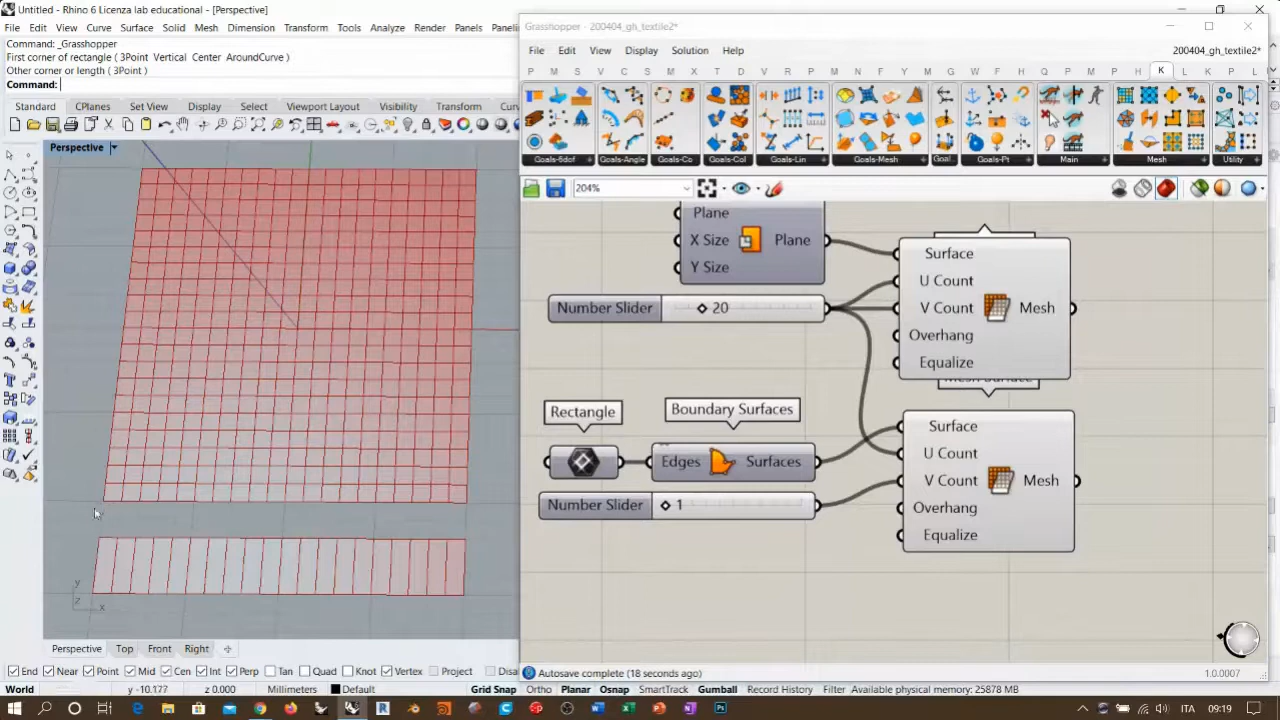 Untitled - Rhino 6 Licenza lab educational - [Perspective]
File Edit View Curve Surface Solid Mesh Dimension Transform Tools Analyze Render Panels
Command: _Grasshopper
First corner of rectangle ( 3Point Vertical Center AroundCurve )
Other corner or length ( 3Point )
Command:
Standard CPlanes Set View Display Select Viewport Layout Visibility Transform
Perspective
Grasshopper - 200404_gh_textile2*
File Edit View Display Solution Help 200404_gh_textile2*
P M S V C S M X T D V R P M N F Y M G F H Q P M P H K L K P L
Goals-6dof Goals-Angle Goals-Co Goals-Col Goals-Lin Goals-Mesh Goal Goals-Pt Main Mesh Utility
204%
Plane
X Size Plane
Y Size
Number Slider 20
Surface
U Count
V Count Mesh
Overhang
Equalize
Mesh Surface
Rectangle
Boundary Surfaces
Edges Surfaces
Number Slider 1
Surface
U Count
V Count Mesh
Overhang
Equalize
y
z x
Perspective Top Front Right
End Near Point Mid Cen Int Perp Tan Quad Knot Vertex Project
Autosave complete (18 seconds ago) 1.0.0007
World y -10.177 z 0.000 Millimeters Default Grid Snap Ortho Planar Osnap SmartTrack Gumball Record History Filter Available physical memory: 25878 MB
ITA 09:19